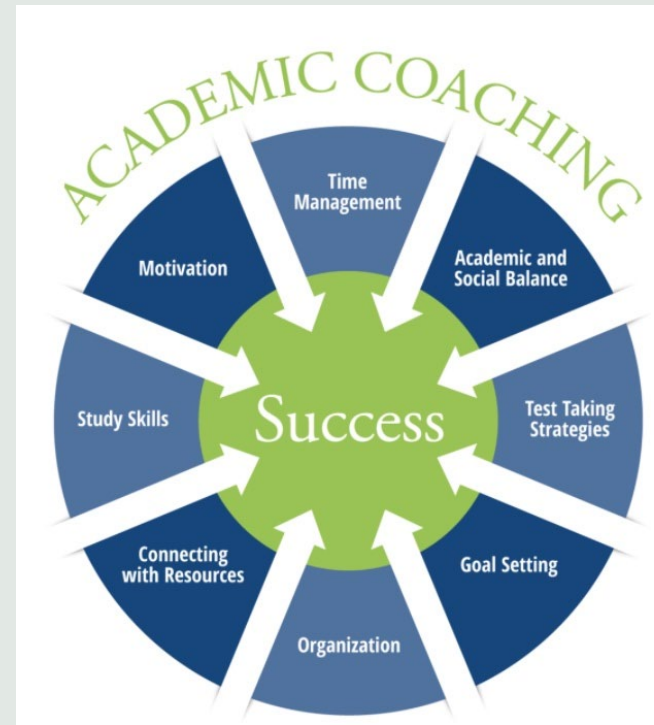 ACADEMIC COACHING
Time
Management
Academic and
Social Balance
Test Taking
Strategies
Goal Setting
Organization
Connecting
with Resources
Study Skills
Motivation
Success